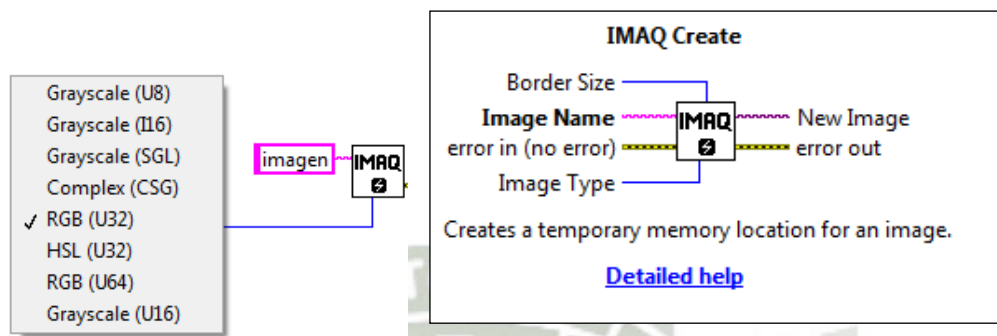 Grayscale (U8)
Grayscale (I16)
Grayscale (SGL)
Complex (CSG)
✓ RGB (U32)
HSL (U32)
RGB (U64)
Grayscale (U16)
imagen
IMAQ
IMAQ Create
Border Size
Image Name
IMAQ
New Image
error in (no error)
error out
Image Type
Creates a temporary memory location for an image.
Detailed help